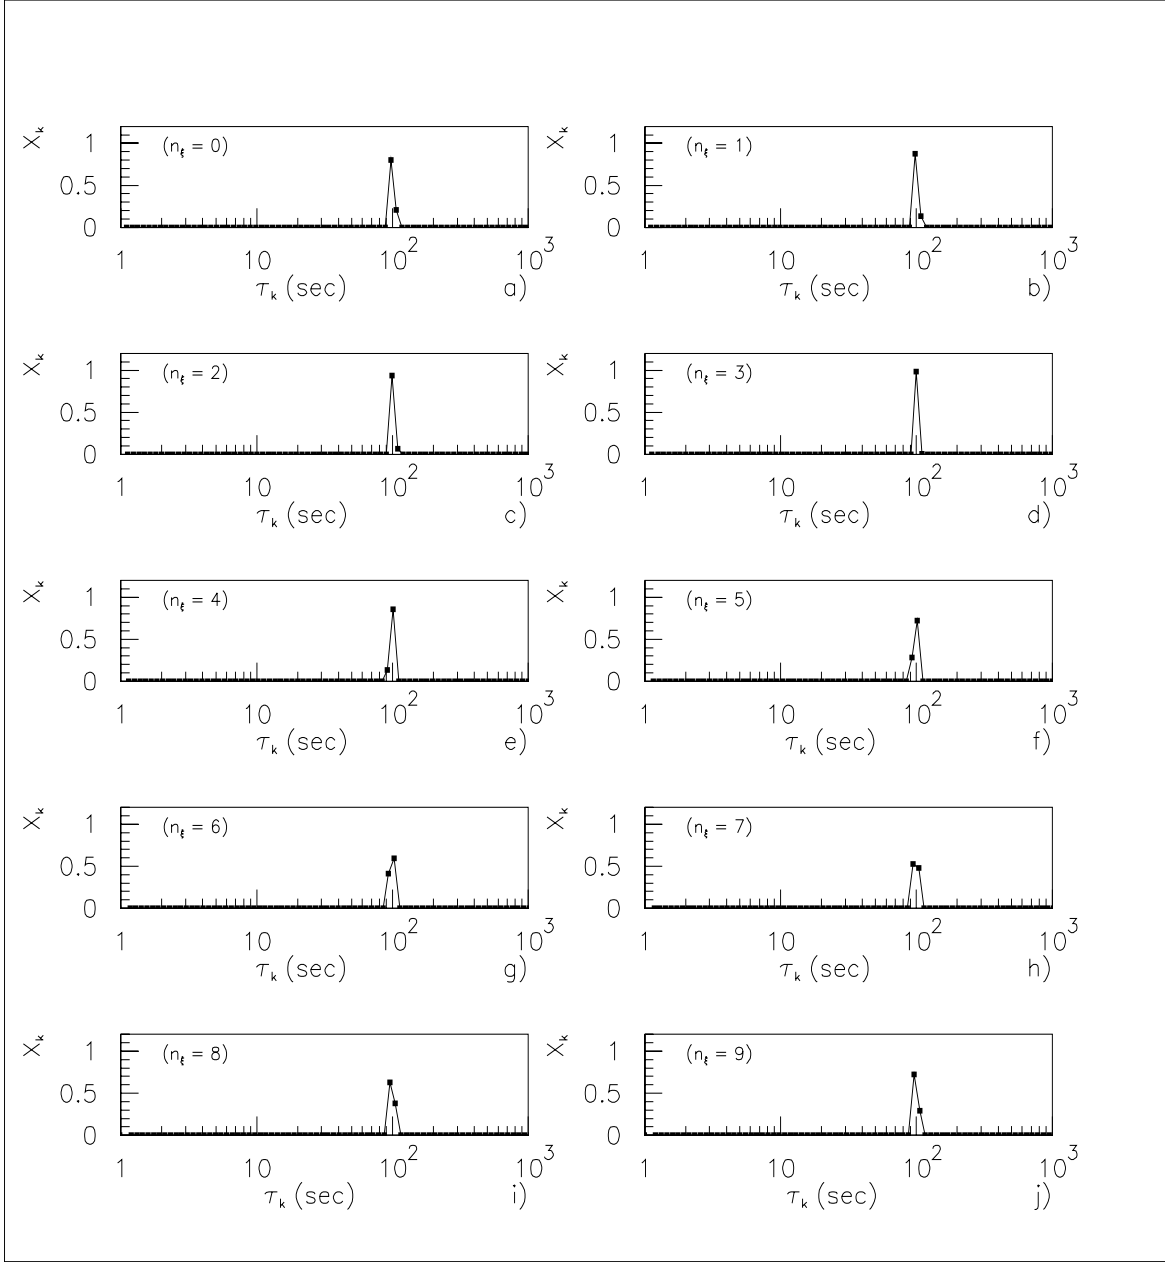 X_k 1 (n_ξ = 0) 0.5 0
1 10 10^2 10^3
τ_k (sec) a)
X_k 1 (n_ξ = 1) 0.5 0
1 10 10^2 10^3
τ_k (sec) b)
X_k 1 (n_ξ = 2) 0.5 0
1 10 10^2 10^3
τ_k (sec) c)
X_k 1 (n_ξ = 3) 0.5 0
1 10 10^2 10^3
τ_k (sec) d)
X_k 1 (n_ξ = 4) 0.5 0
1 10 10^2 10^3
τ_k (sec) e)
X_k 1 (n_ξ = 5) 0.5 0
1 10 10^2 10^3
τ_k (sec) f)
X_k 1 (n_ξ = 6) 0.5 0
1 10 10^2 10^3
τ_k (sec) g)
X_k 1 (n_ξ = 7) 0.5 0
1 10 10^2 10^3
τ_k (sec) h)
X_k 1 (n_ξ = 8) 0.5 0
1 10 10^2 10^3
τ_k (sec) i)
X_k 1 (n_ξ = 9) 0.5 0
1 10 10^2 10^3
τ_k (sec) j)